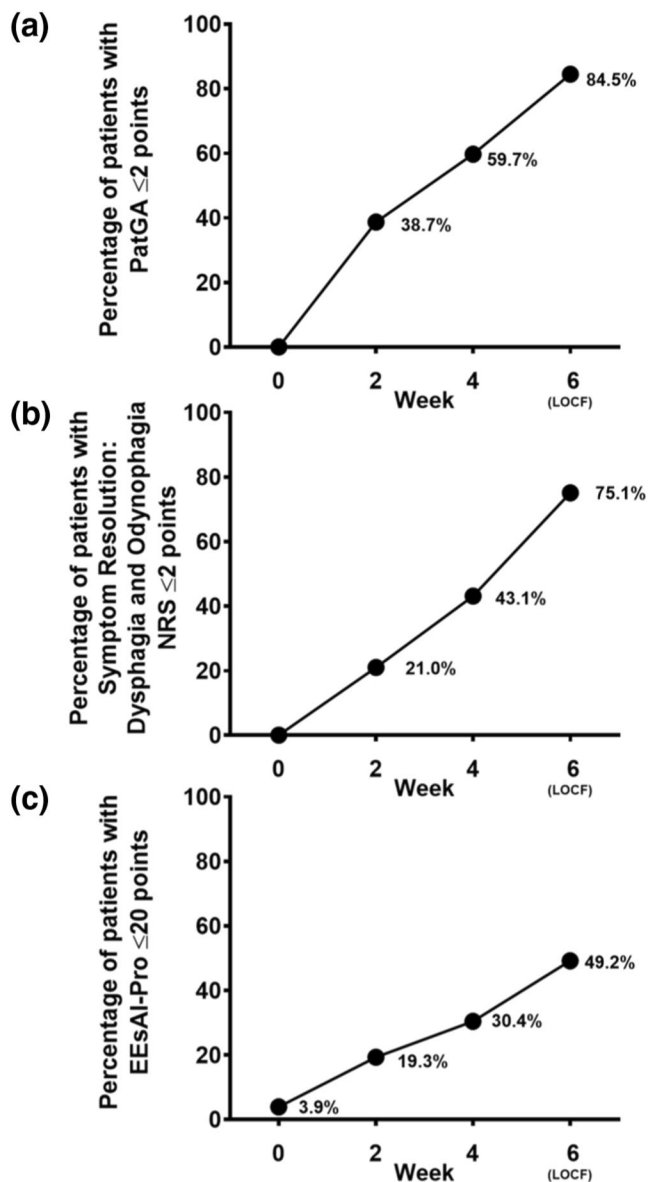 (a)
Percentage of patients with
PatGA ≤2 points
100
80
60
40
20
0
38.7%
59.7%
84.5%
0 2 4 6
Week
(LOCF)
(b)
Percentage of patients with
Symptom Resolution:
Dysphagia and Odynophagia
NRS ≤2 points
100
80
60
40
20
0
21.0%
43.1%
75.1%
0 2 4 6
Week
(LOCF)
(c)
Percentage of patients with
EEsAI-Pro ≤20 points
100
80
60
40
20
0
3.9%
19.3%
30.4%
49.2%
0 2 4 6
Week
(LOCF)